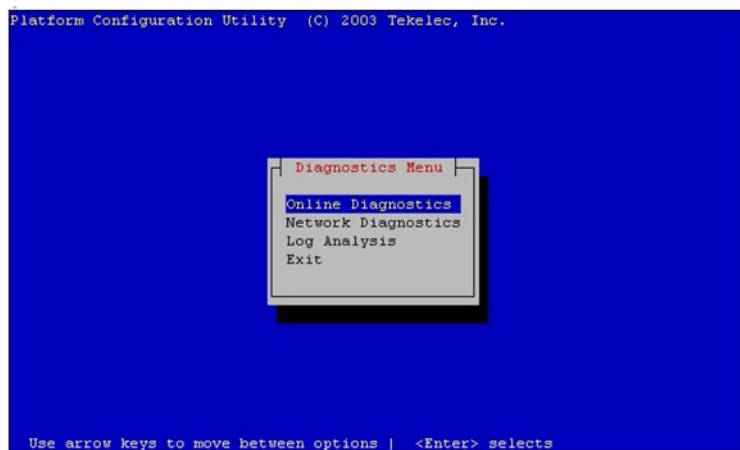 Platform Configuration Utility (C) 2003 Tekelec, Inc.
Diagnostics Menu
Online Diagnostics
Network Diagnostics
Log Analysis
Exit
Use arrow keys to move between options | <Enter> selects